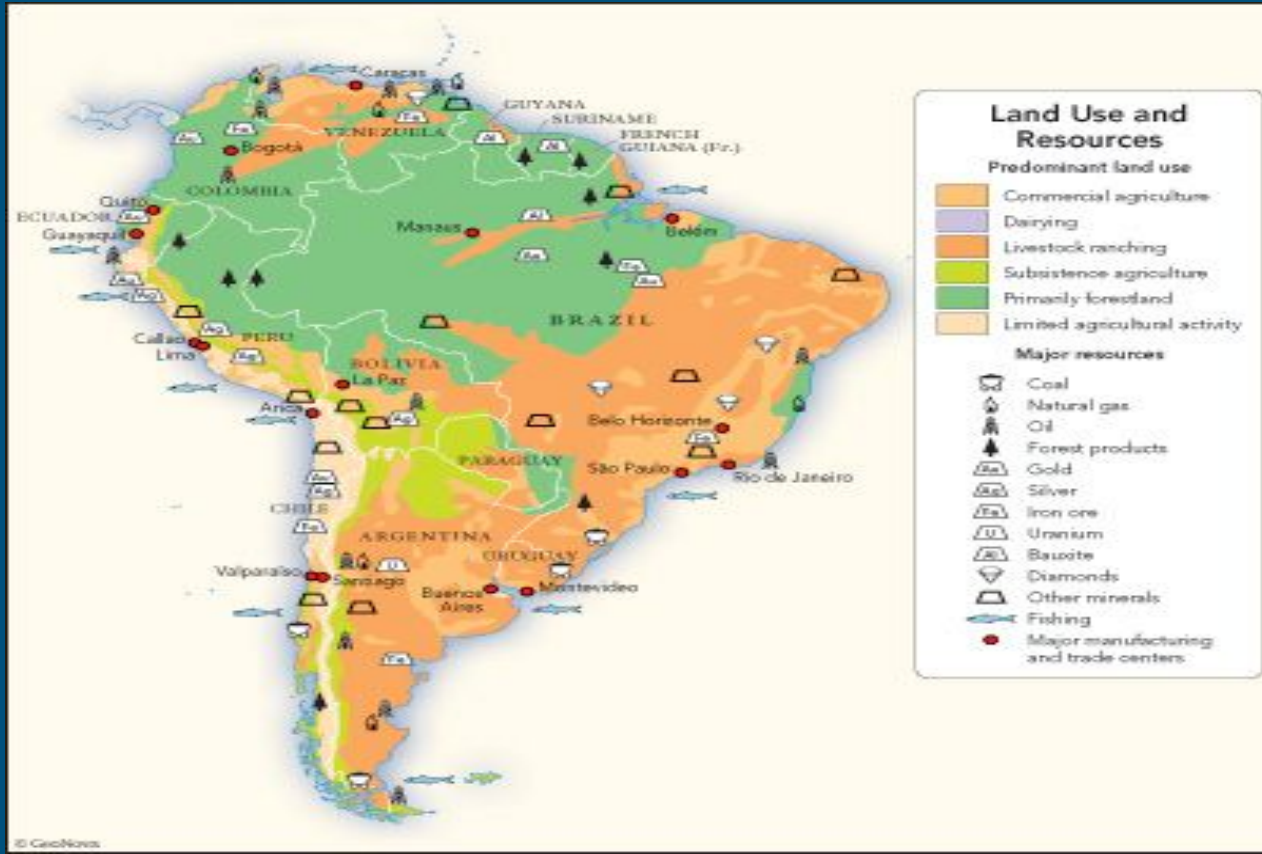 Caracas
GUYANA
SURINAME
FRENCH
GUIANA (Fr.)
VENEZUELA
Bogotá
COLOMBIA
Quito
ECUADOR
Guayaquil
Manaus
Belém
BRAZIL
PERU
Callao
Lima
BOLIVIA
La Paz
Arica
Belo Horizonte
PARAGUAY
São Paulo
Rio de Janeiro
CHILE
ARGENTINA
URUGUAY
Valparaíso
Santiago
Buenos
Aires
Montevideo
Land Use and
Resources
Predominant land use
Commercial agriculture
Dairying
Livestock ranching
Subsistence agriculture
Primarily forestland
Limited agricultural activity
Major resources
Coal
Natural gas
Oil
Forest products
Au Gold
Ag Silver
Fe Iron ore
U Uranium
Al Bauxite
Diamonds
Other minerals
Fishing
Major manufacturing
and trade centers
© GeoNova